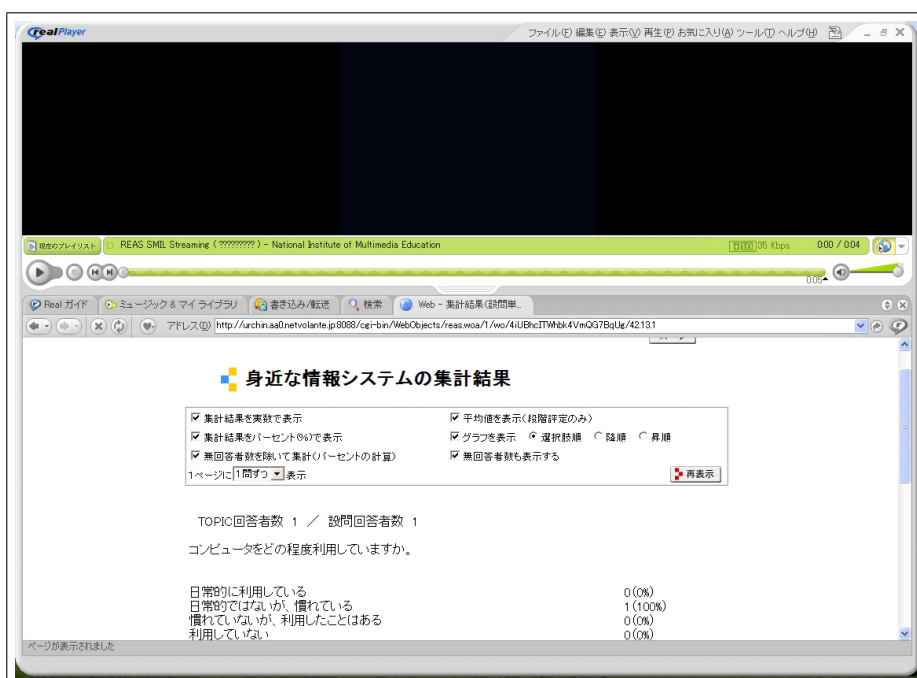 realPlayer
ファイル(F) 編集(E) 表示(V) 再生(P) お気に入り(A) ツール(T) ヘルプ(H)
現在のプレイリスト REAS SMIL Streaming ( ????????? ) - National Institute of Multimedia Education 35 Kbps 0:00 / 0:04
0:05
Real ガイド ミュージック & マイ ライブラリ 書き込み/転送 検索 Web - 集計結果(設問単...
アドレス(D) http://urchin.aa0.netvolante.jp:8088/cgi-bin/WebObjects/reas.woa/1/wo/4iUBhcITWhbk4VmQG7BqUg/42.13.1
身近な情報システムの集計結果
集計結果を実数で表示 平均値を表示(段階評定のみ)
集計結果をパーセント(%)で表示 グラフを表示 選択肢順 降順 昇順
無回答者数を除いて集計(パーセントの計算) 無回答者数も表示する
1ページに 1問ずつ 表示 再表示
TOPIC回答者数 1 / 設問回答者数 1
コンピュータをどの程度利用していますか。
日常的に利用している 0(0%)
日常的ではないが、慣れている 1(100%)
慣れていないが、利用したことはある 0(0%)
利用していない 0(0%)
ページが表示されました